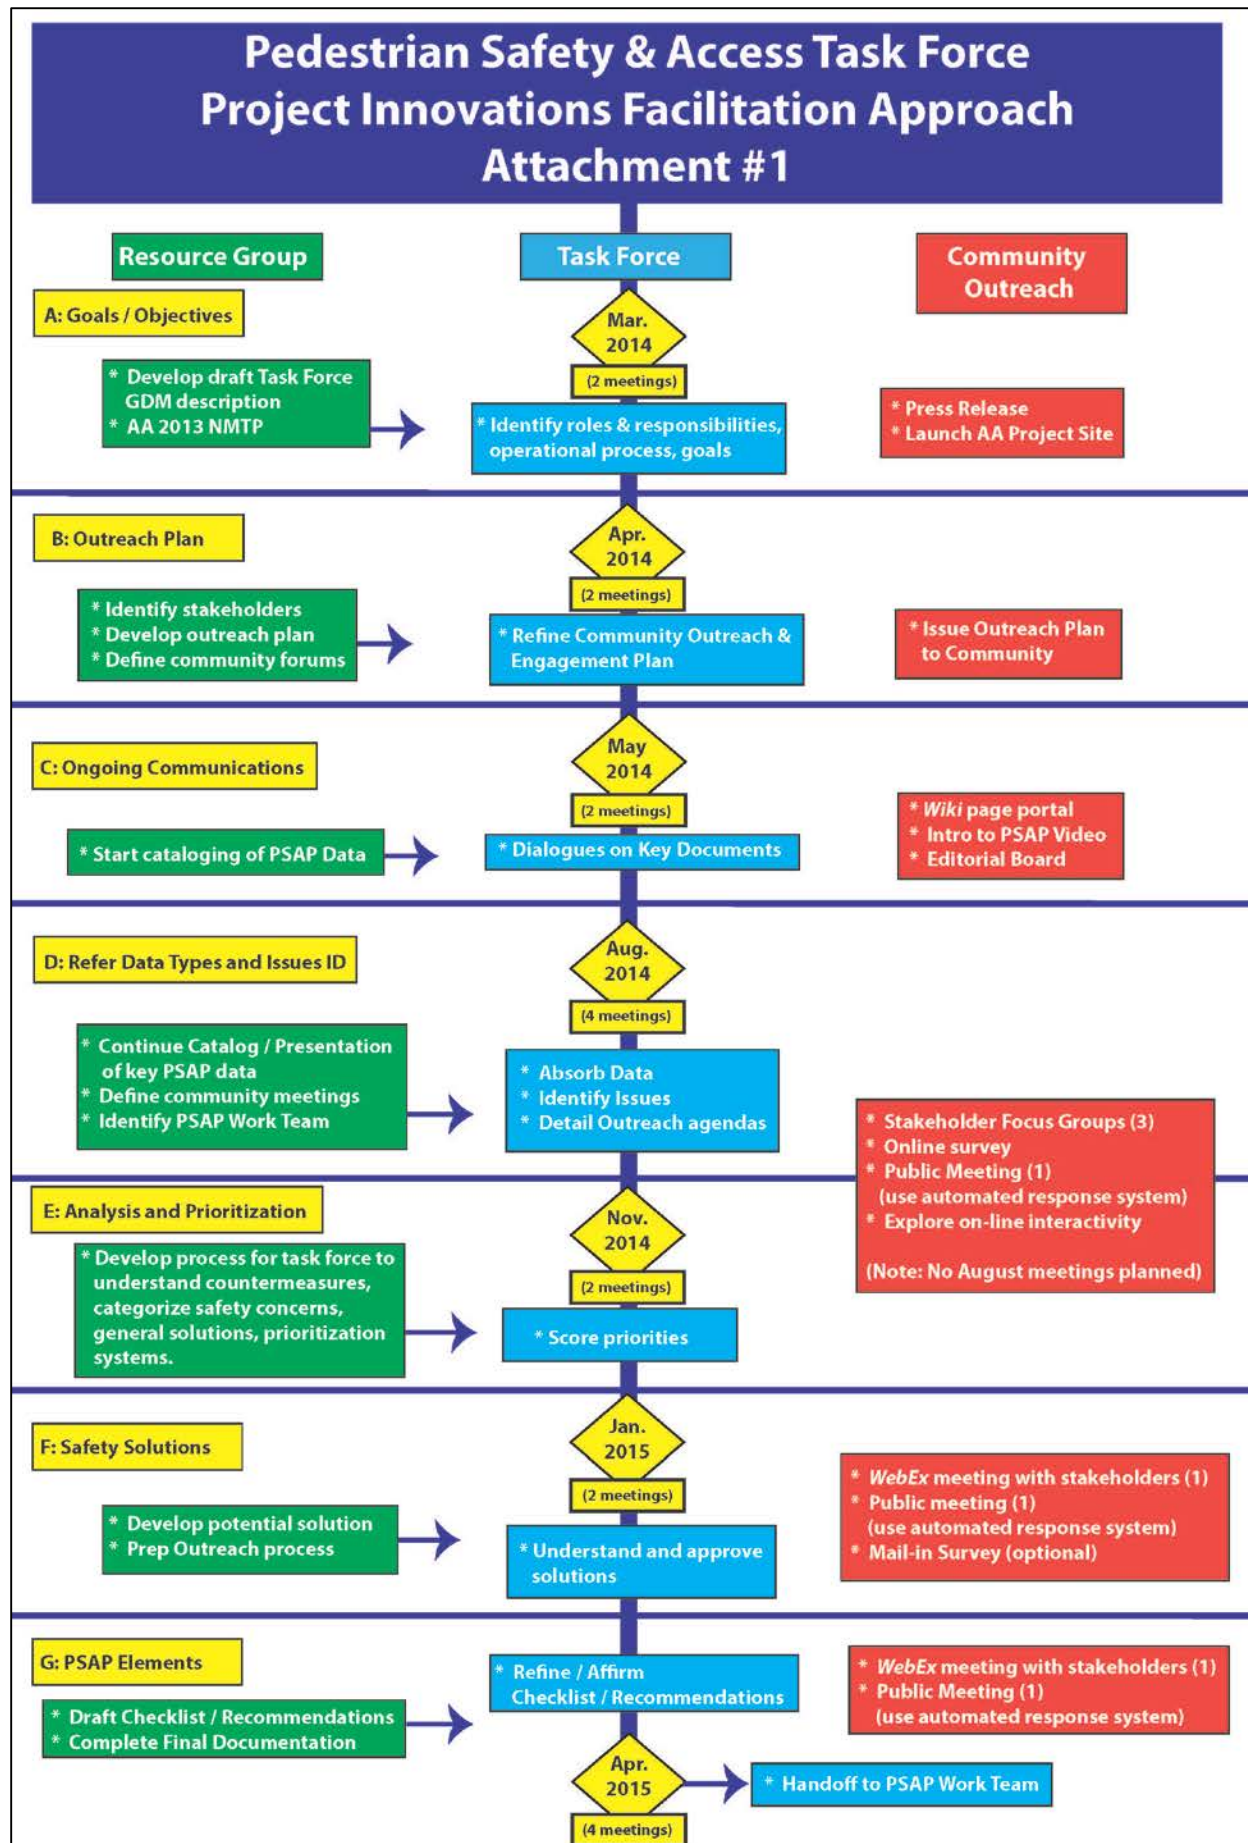 Pedestrian Safety & Access Task Force
Project Innovations Facilitation Approach
Attachment #1
Resource Group
Task Force
Community
Outreach
A: Goals / Objectives
Mar.
2014
(2 meetings)
* Develop draft Task Force
GDM description
* AA 2013 NMTP
* Identify roles & responsibilities,
operational process, goals
* Press Release
* Launch AA Project Site
B: Outreach Plan
Apr.
2014
(2 meetings)
* Identify stakeholders
* Develop outreach plan
* Define community forums
* Refine Community Outreach &
Engagement Plan
* Issue Outreach Plan
to Community
C: Ongoing Communications
May
2014
(2 meetings)
* Start cataloging of PSAP Data
* Dialogues on Key Documents
* Wiki page portal
* Intro to PSAP Video
* Editorial Board
D: Refer Data Types and Issues ID
Aug.
2014
(4 meetings)
* Continue Catalog / Presentation
of key PSAP data
* Define community meetings
* Identify PSAP Work Team
* Absorb Data
* Identify Issues
* Detail Outreach agendas
* Stakeholder Focus Groups (3)
* Online survey
* Public Meeting (1)
(use automated response system)
* Explore on-line interactivity
(Note: No August meetings planned)
E: Analysis and Prioritization
Nov.
2014
(2 meetings)
* Develop process for task force to
understand countermeasures,
categorize safety concerns,
general solutions, prioritization
systems.
* Score priorities
F: Safety Solutions
Jan.
2015
(2 meetings)
* Develop potential solution
* Prep Outreach process
* Understand and approve
solutions
* WebEx meeting with stakeholders (1)
* Public meeting (1)
(use automated response system)
* Mail-in Survey (optional)
G: PSAP Elements
* Draft Checklist / Recommendations
* Complete Final Documentation
* Refine / Affirm
Checklist / Recommendations
* WebEx meeting with stakeholders (1)
* Public Meeting (1)
(use automated response system)
Apr.
2015
(4 meetings)
* Handoff to PSAP Work Team